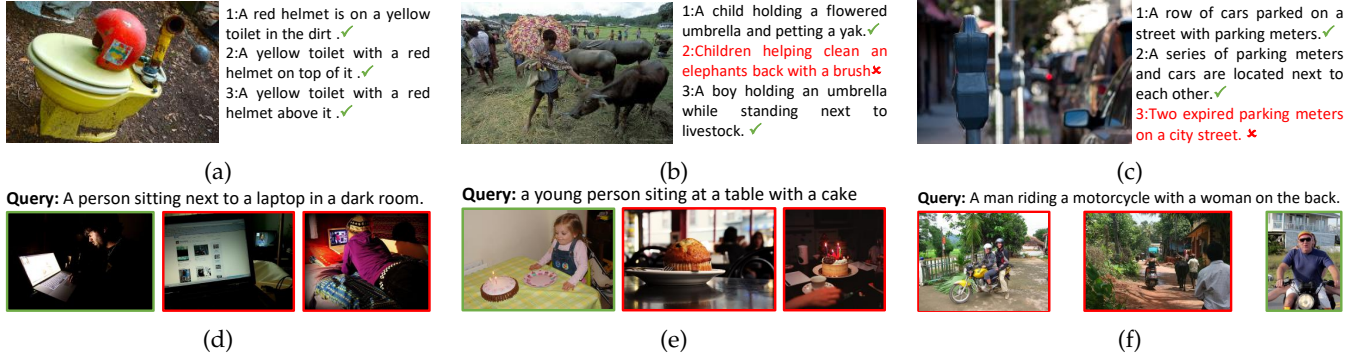 1:A red helmet is on a yellow
toilet in the dirt .✓
2:A yellow toilet with a red
helmet on top of it .✓
3:A yellow toilet with a red
helmet above it .✓
(a)
1:A child holding a flowered
umbrella and petting a yak.✓
2:Children helping clean an
elephants back with a brush✘
3:A boy holding an umbrella
while standing next to
livestock. ✓
(b)
1:A row of cars parked on a
street with parking meters.✓
2:A series of parking meters
and cars are located next to
each other.✓
3:Two expired parking meters
on a city street. ✘
(c)
Query: A person sitting next to a laptop in a dark room.
(d)
Query: a young person siting at a table with a cake
(e)
Query: A man riding a motorcycle with a woman on the back.
(f)